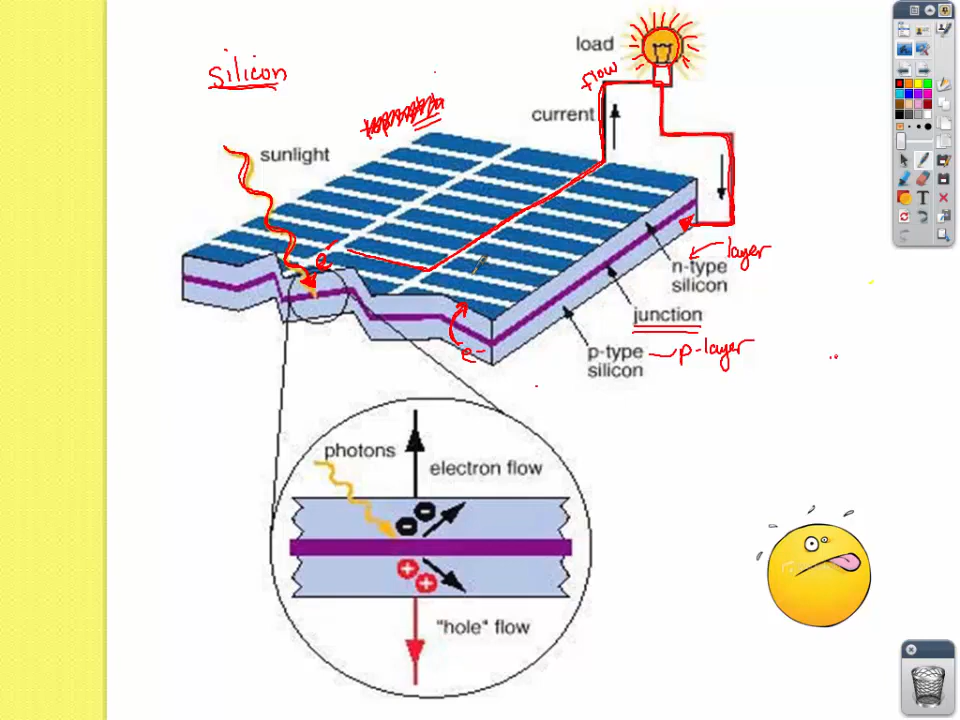 silicon
load
flow
current
sunlight
e-
layer
n-type
silicon
junction
e-
p-type
silicon
p-layer
photons
electron flow
"hole" flow